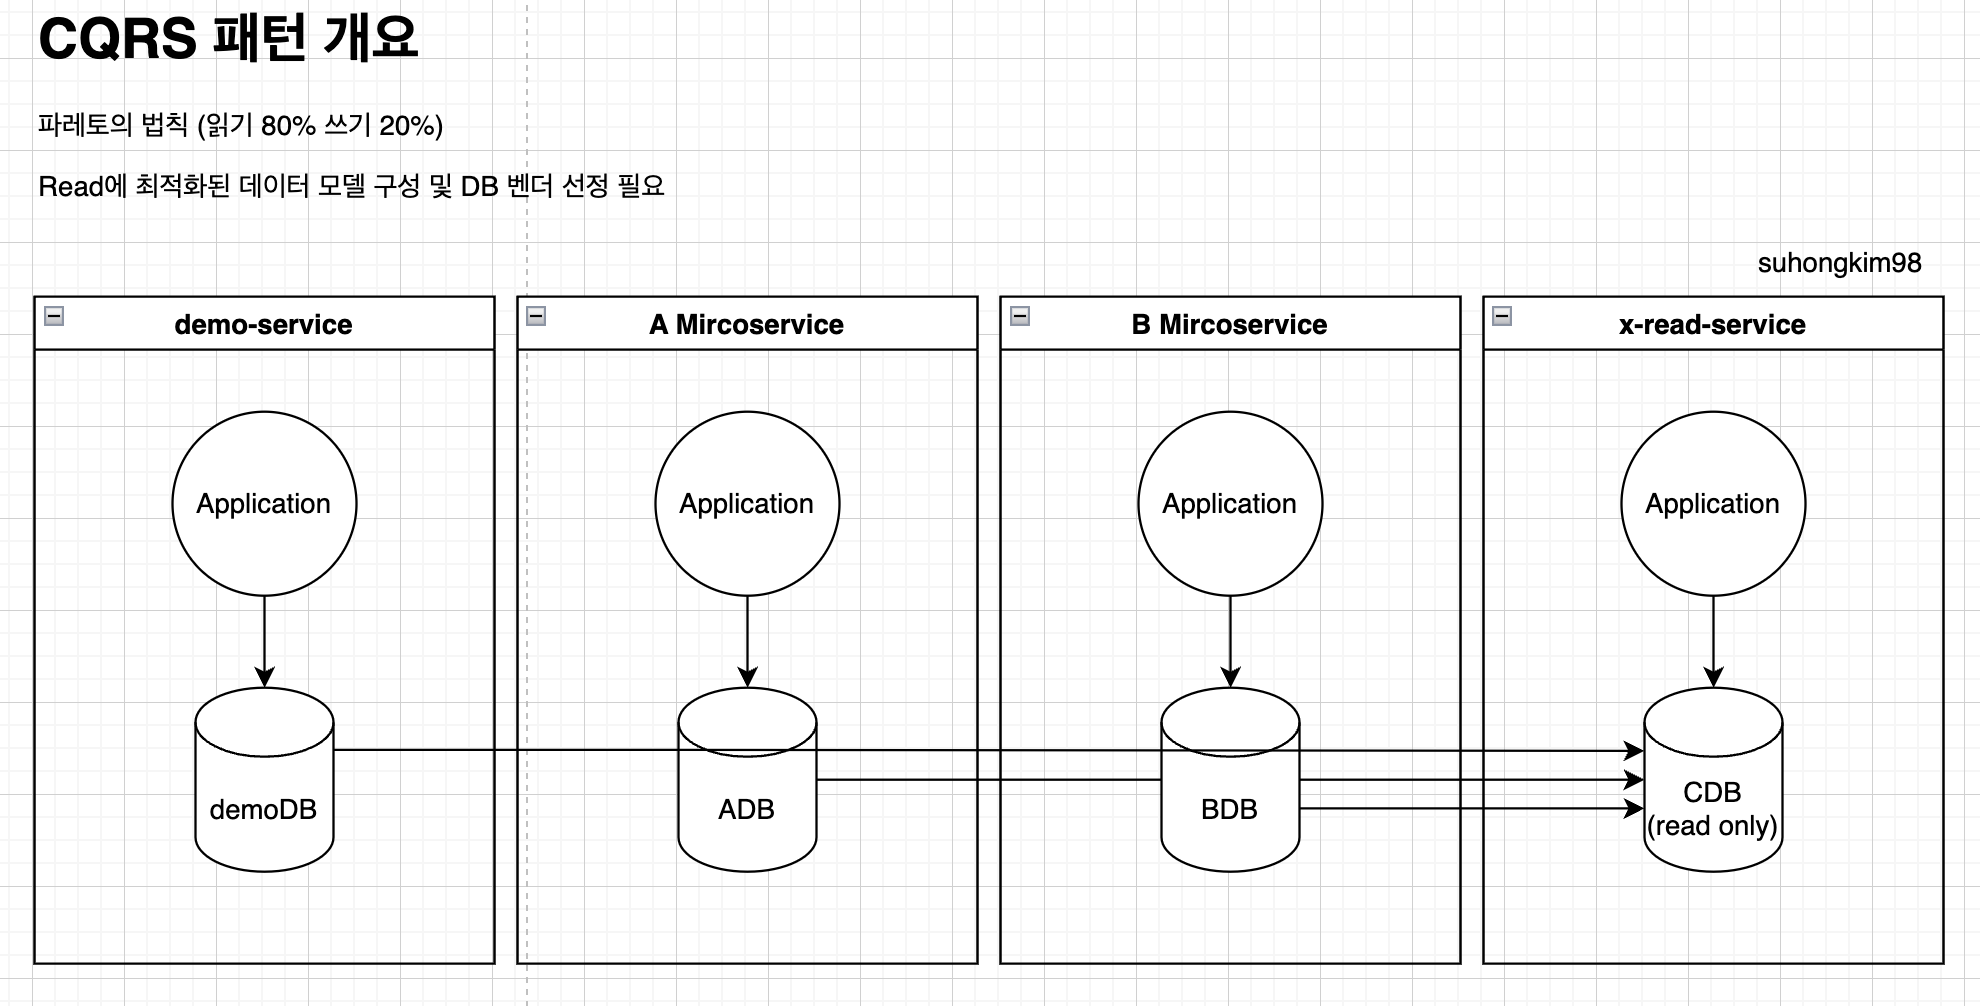 CQRS 패턴 개요
파레토의 법칙 (읽기 80% 쓰기 20%)
Read에 최적화된 데이터 모델 구성 및 DB 벤더 선정 필요
suhongkim98
demo-service
A Mircoservice
B Mircoservice
x-read-service
Application
Application
Application
Application
demoDB
ADB
BDB
CDB
(read only)